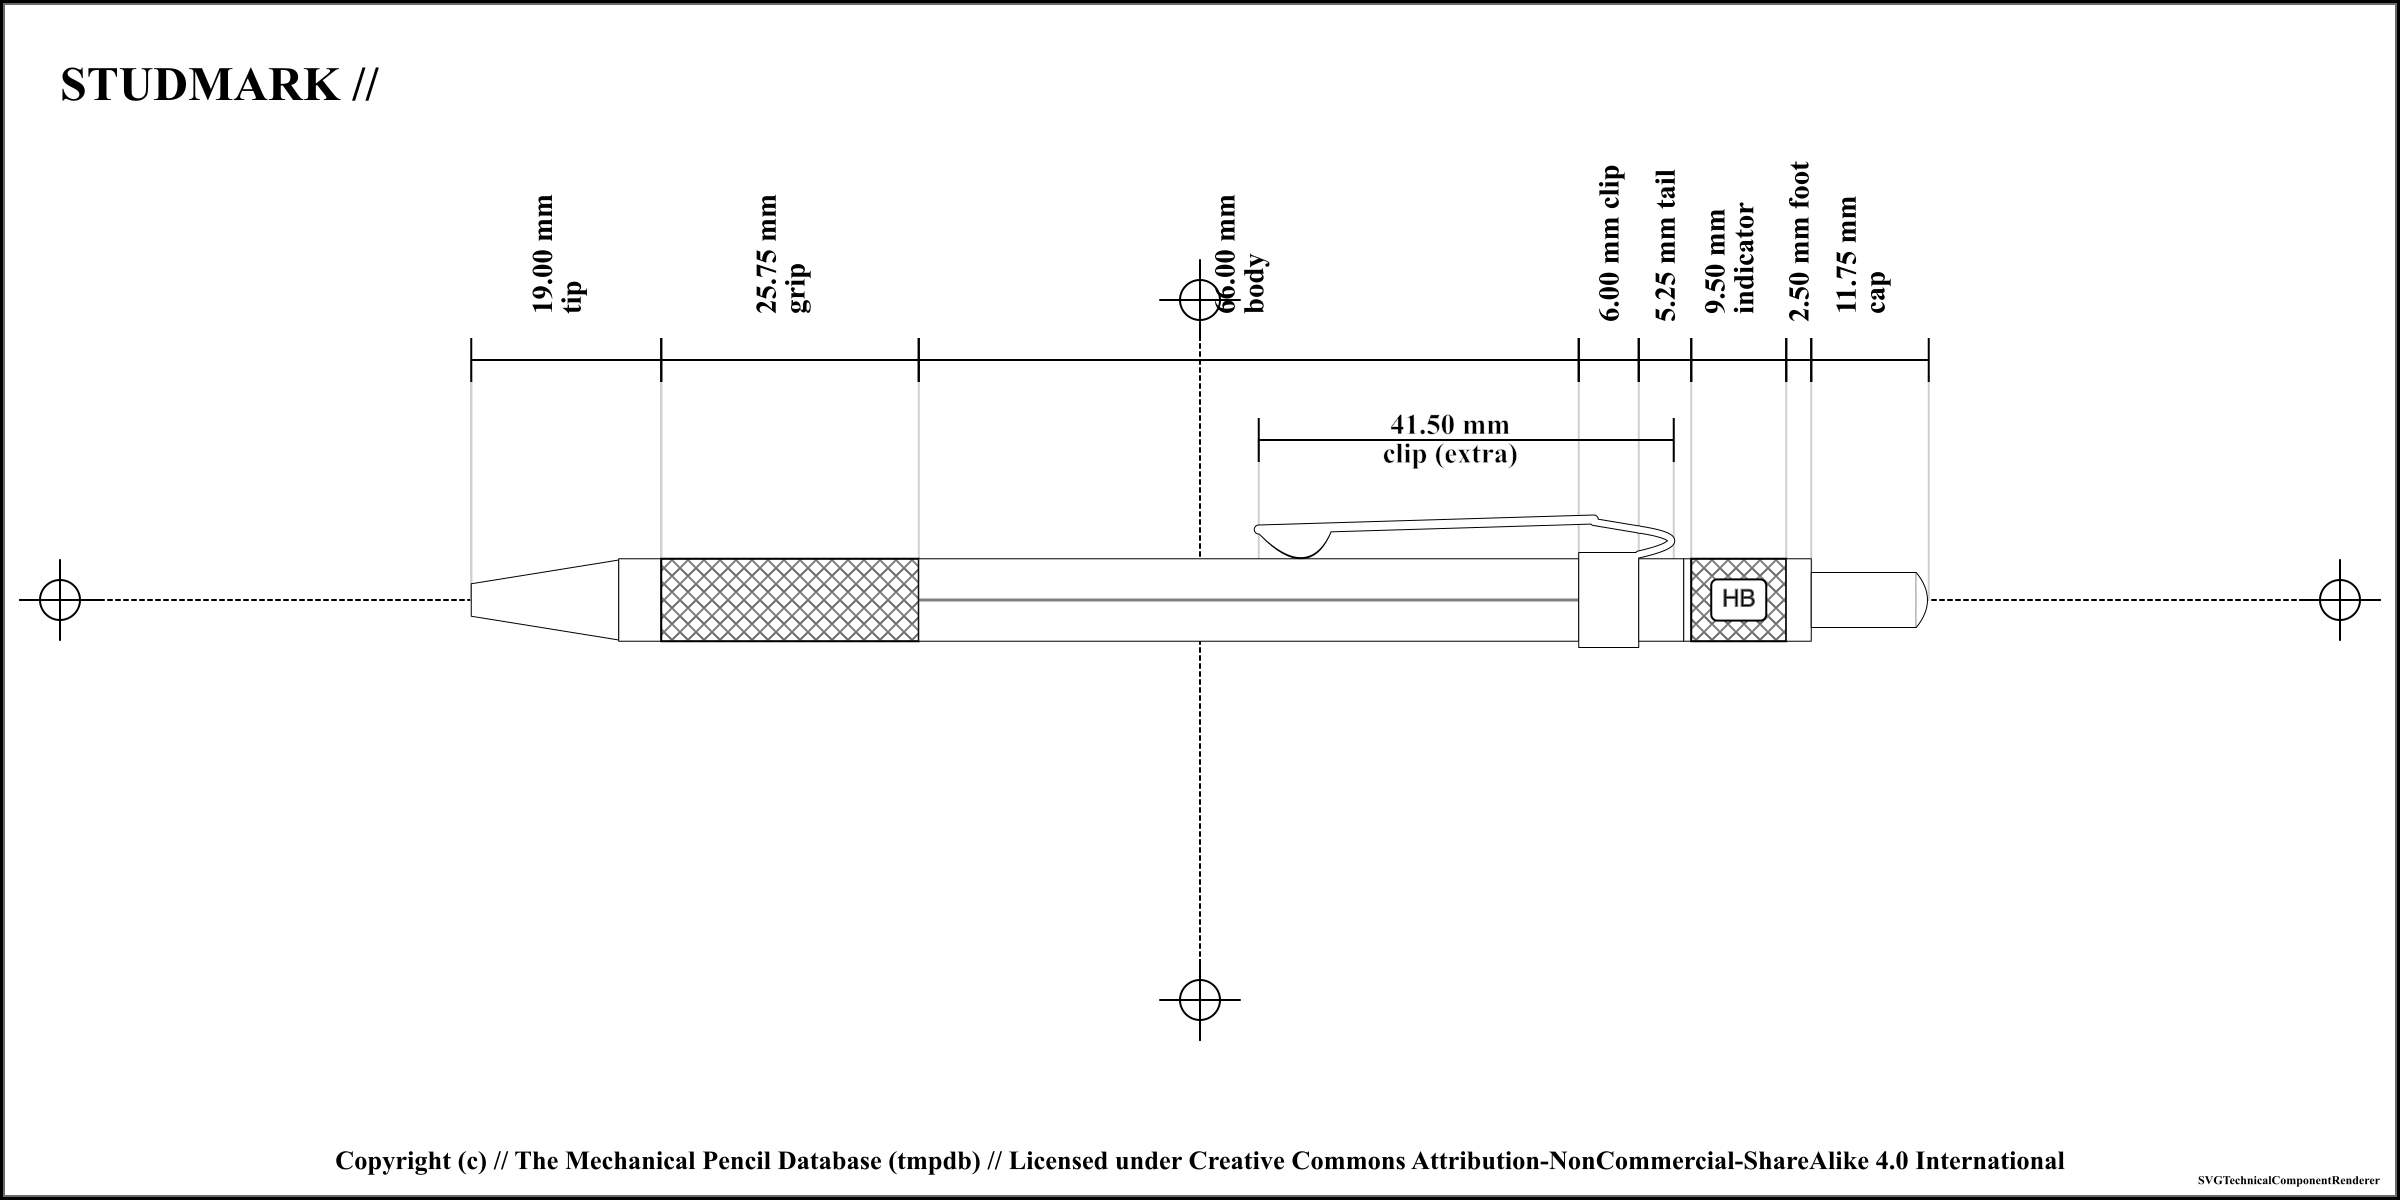 STUDMARK //
19.00 mm
tip
25.75 mm
grip
66.00 mm
body
6.00 mm clip
5.25 mm tail
9.50 mm
indicator
2.50 mm foot
11.75 mm
cap
41.50 mm
clip (extra)
HB
Copyright (c) // The Mechanical Pencil Database (tmpdb) // Licensed under Creative Commons Attribution-NonCommercial-ShareAlike 4.0 International
SVGTechnicalComponentRenderer